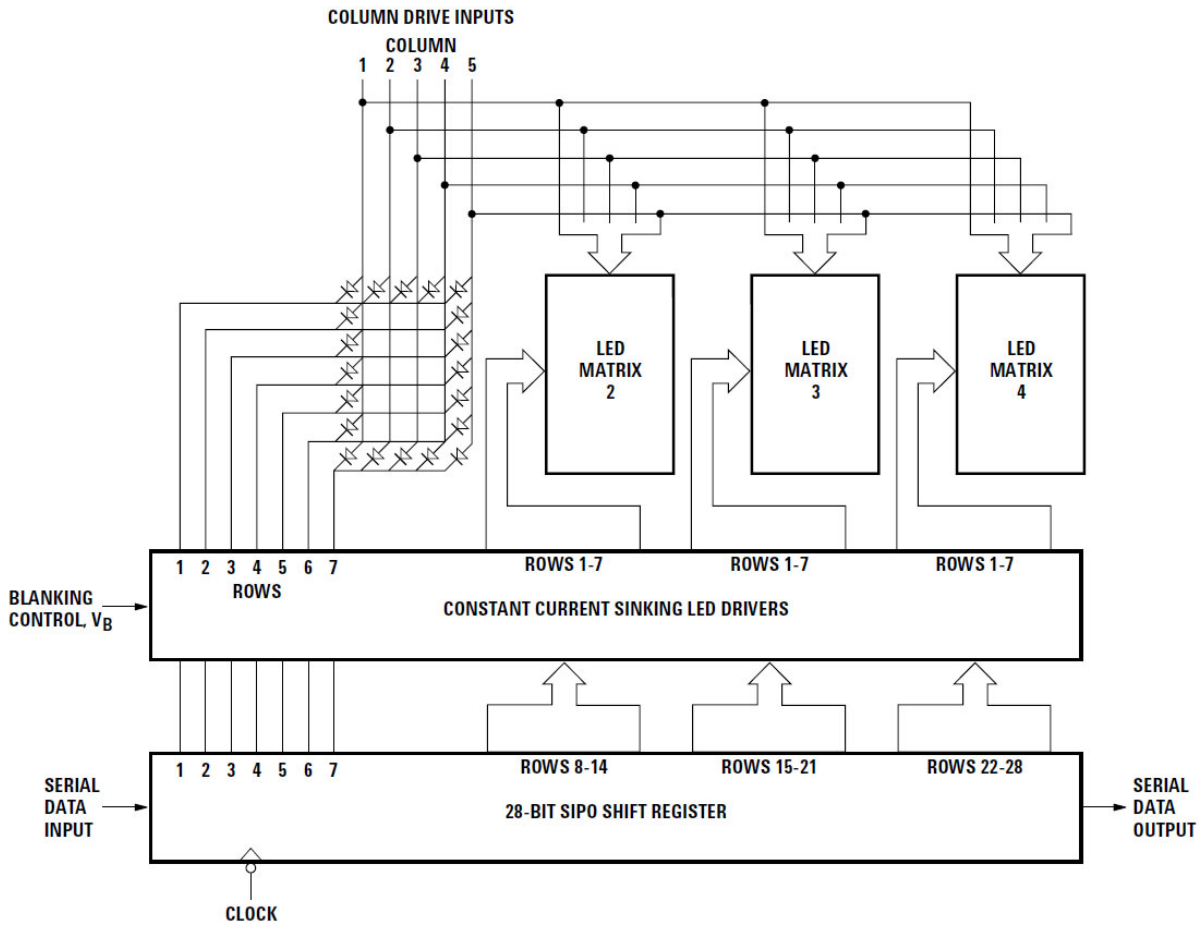 COLUMN DRIVE INPUTS
COLUMN
1 2 3 4 5
LED
MATRIX
2
LED
MATRIX
3
LED
MATRIX
4
1 2 3 4 5 6 7
ROWS
ROWS 1-7
ROWS 1-7
ROWS 1-7
BLANKING
CONTROL, VB
CONSTANT CURRENT SINKING LED DRIVERS
1 2 3 4 5 6 7
ROWS 8-14
ROWS 15-21
ROWS 22-28
SERIAL
DATA
INPUT
28-BIT SIPO SHIFT REGISTER
SERIAL
DATA
OUTPUT
CLOCK